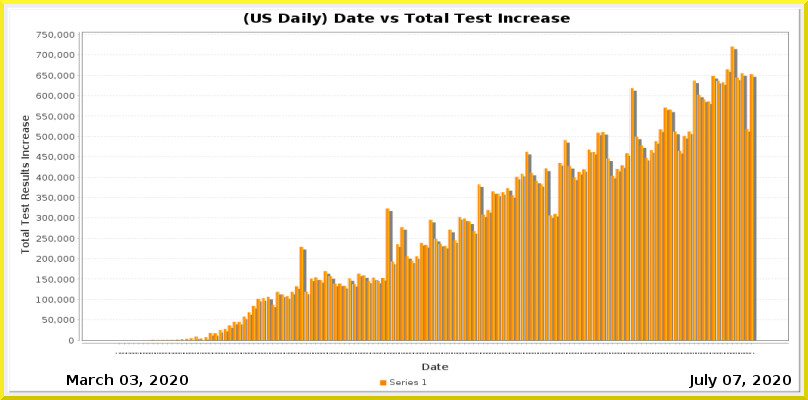 (US Daily) Date vs Total Test Increase
750,000
700,000
650,000
600,000
550,000
500,000
450,000
400,000
350,000
300,000
250,000
200,000
150,000
100,000
50,000
0
Total Test Results Increase
Date
March 03, 2020
Series 1
July 07, 2020